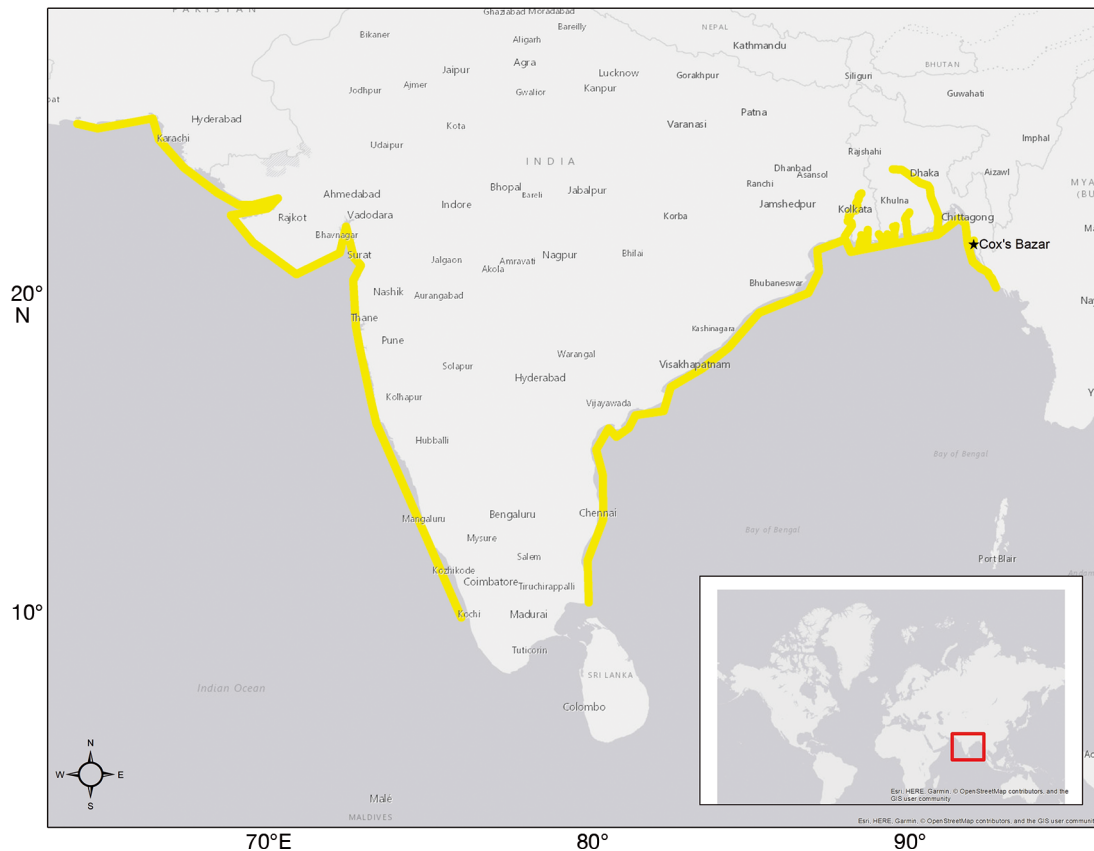 PAKISTAN
Ghaziabad Moradabad
Bareilly
NEPAL
Bikaner
Aligarh
Kathmandu
Agra
BHUTAN
Jaipur
Lucknow
Gorakhpur
Siliguri
Jodhpur
Ajmer
Gwalior
Kanpur
Guwahati
Hyderabad
Kota
Varanasi
Patna
Karachi
Udaipur
Rajshahi
Imphal
INDIA
Dhanbad
Asansol
Dhaka
Aizawl
Ranchi
Ahmedabad
Bhopal
Bareli
Jabalpur
Khulna
Rajkot
Vadodara
Indore
Korba
Jamshedpur
Kolkata
Chittagong
Bhavnagar
Surat
Jalgaon
Akola
Amravati
Nagpur
Bhilai
Cox's Bazar
20°
N
Nashik
Aurangabad
Bhubaneswar
Thane
Pune
Kashinagara
Solapur
Warangal
Visakhapatnam
Hyderabad
Kolhapur
Vijayawada
Hubballi
Bay of Bengal
Mangaluru
Bengaluru
Chennai
Bay of Bengal
Mysure
Salem
Port Blair
Kozhikode
Coimbatore
Tiruchirappalli
10°
Kochi
Madurai
Tuticorin
SRI LANKA
Indian Ocean
Colombo
N
W
E
S
Malé
MALDIVES
Esri, HERE, Garmin, © OpenStreetMap contributors, and the
GIS user community
Esri, HERE, Garmin, © OpenStreetMap contributors, and the GIS user communit
70°E
80°
90°